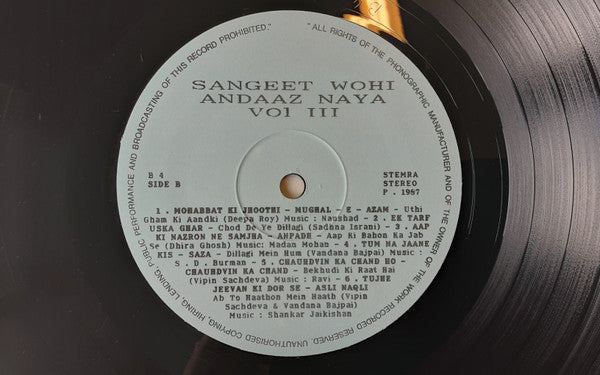 "ALL RIGHTS OF THE PHONOGRAPHIC MANUFACTURER AND OF THE OWNER OF THE WORK RECORDED RESERVED UNAUTHORISED COPYING, HIRING, LENDING, PUBLIC PERFORMANCE AND BROADCASTING OF THIS RECORD PROHIBITED."
SANGEET WOHI
ANDAAZ NAYA
Vol III
B 4 STEMRA
SIDE B STEREO
P. 1987
1. MOHABBAT KI JHOOTHI - MUGHAL - E - AZAM - Uthi
Gham Ki Aandki (Deepa Roy) Music : Naushad - 2. EK TARF
USKA GHAR - Chod De Ye Dillagi (Sadhna Israni) - 3. AAP
KI NAZRON NE SAMJHA - ANPADH - Aap Ki Bahon Ka Jab
Se (Dhira Ghosh) Music: Madan Mohan - 4. TUM NA JAANE
KIS - SAZA - Dillagi Mein Hum (Vandana Bajpai) Music :
S . D . Burman - 5 . CHAUHDVIN KA CHAND HO -
CHAUHDVIN KA CHAND - Bekhudi Ki Raat Hai
(Vipin Sachdeva) Music : Ravi - 6 . TUJHE
JEEVAN KI DOR SE - ASLI NAQLI
Ab To Haathon Mein Haath (Vipin
Sachdeva & Vandana Bajpai)
Music : Shankar Jaikishan